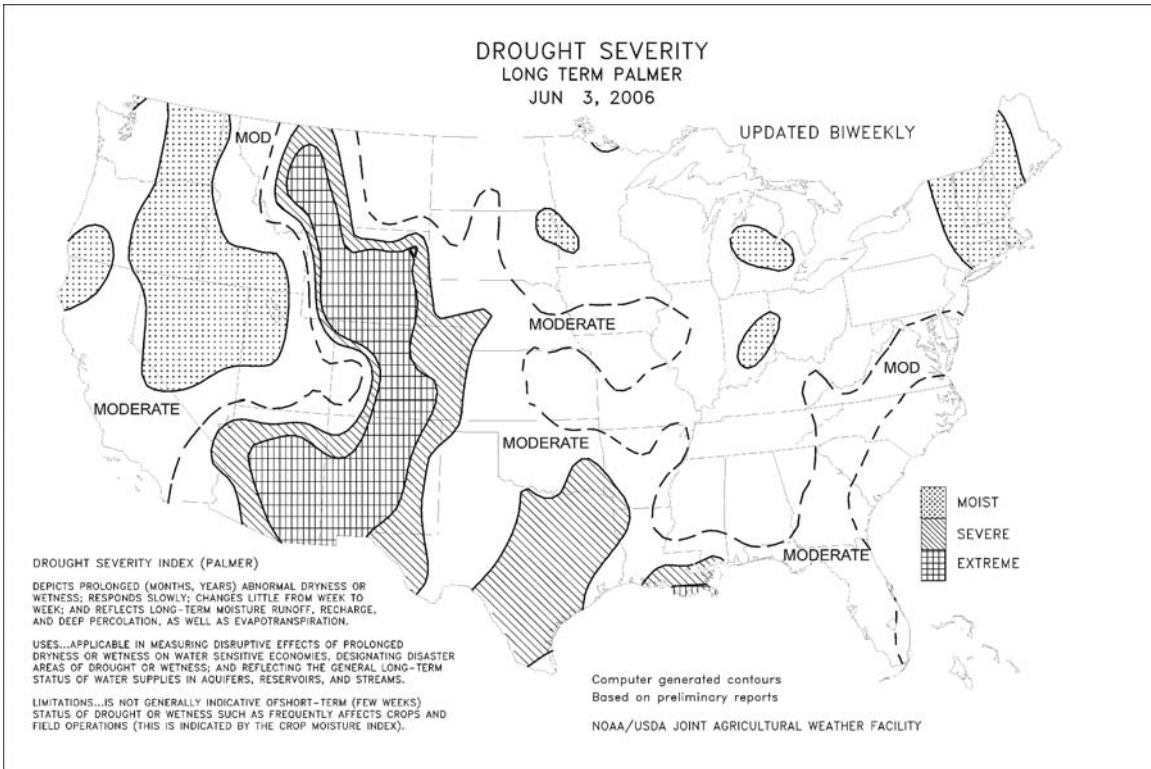 DROUGHT SEVERITY
LONG TERM PALMER
JUN 3, 2006
UPDATED BIWEEKLY
MOD
MODERATE
MODERATE
MOD
MODERATE
MODERATE
MOIST
SEVERE
EXTREME
DROUGHT SEVERITY INDEX (PALMER)
DEPICTS PROLONGED (MONTHS, YEARS) ABNORMAL DRYNESS OR
WETNESS; RESPONDS SLOWLY; CHANGES LITTLE FROM WEEK TO
WEEK; AND REFLECTS LONG-TERM MOISTURE RUNOFF, RECHARGE,
AND DEEP PERCOLATION, AS WELL AS EVAPOTRANSPIRATION.
USES...APPLICABLE IN MEASURING DISRUPTIVE EFFECTS OF PROLONGED
DRYNESS OR WETNESS ON WATER SENSITIVE ECONOMIES, DESIGNATING DISASTER
AREAS OF DROUGHT OR WETNESS; AND REFLECTING THE GENERAL LONG-TERM
STATUS OF WATER SUPPLIES IN AQUIFERS, RESERVOIRS, AND STREAMS.
LIMITATIONS...IS NOT GENERALLY INDICATIVE OFSHORT-TERM (FEW WEEKS)
STATUS OF DROUGHT OR WETNESS SUCH AS FREQUENTLY AFFECTS CROPS AND
FIELD OPERATIONS (THIS IS INDICATED BY THE CROP MOISTURE INDEX).
Computer generated contours
Based on preliminary reports
NOAA/USDA JOINT AGRICULTURAL WEATHER FACILITY